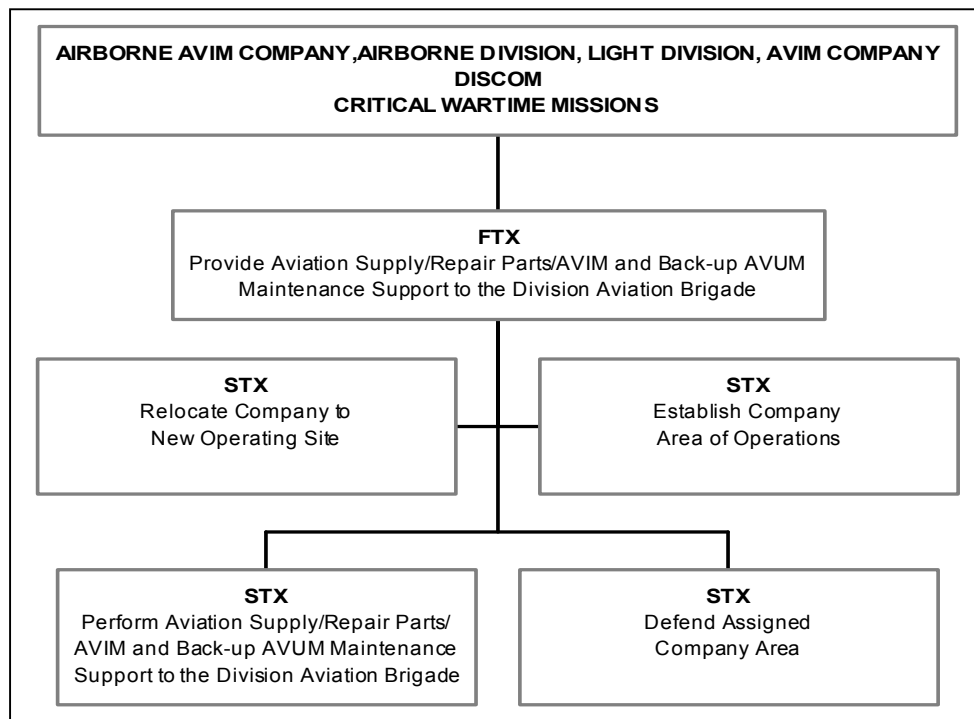 AIRBORNE AVIM COMPANY,AIRBORNE DIVISION, LIGHT DIVISION, AVIM COMPANY
DISCOM
CRITICAL WARTIME MISSIONS
FTX
Provide Aviation Supply/Repair Parts/AVIM and Back-up AVUM
Maintenance Support to the Division Aviation Brigade
STX
Relocate Company to
New Operating Site
STX
Establish Company
Area of Operations
STX
Perform Aviation Supply/Repair Parts/
AVIM and Back-up AVUM Maintenance
Support to the Division Aviation Brigade
STX
Defend Assigned
Company Area